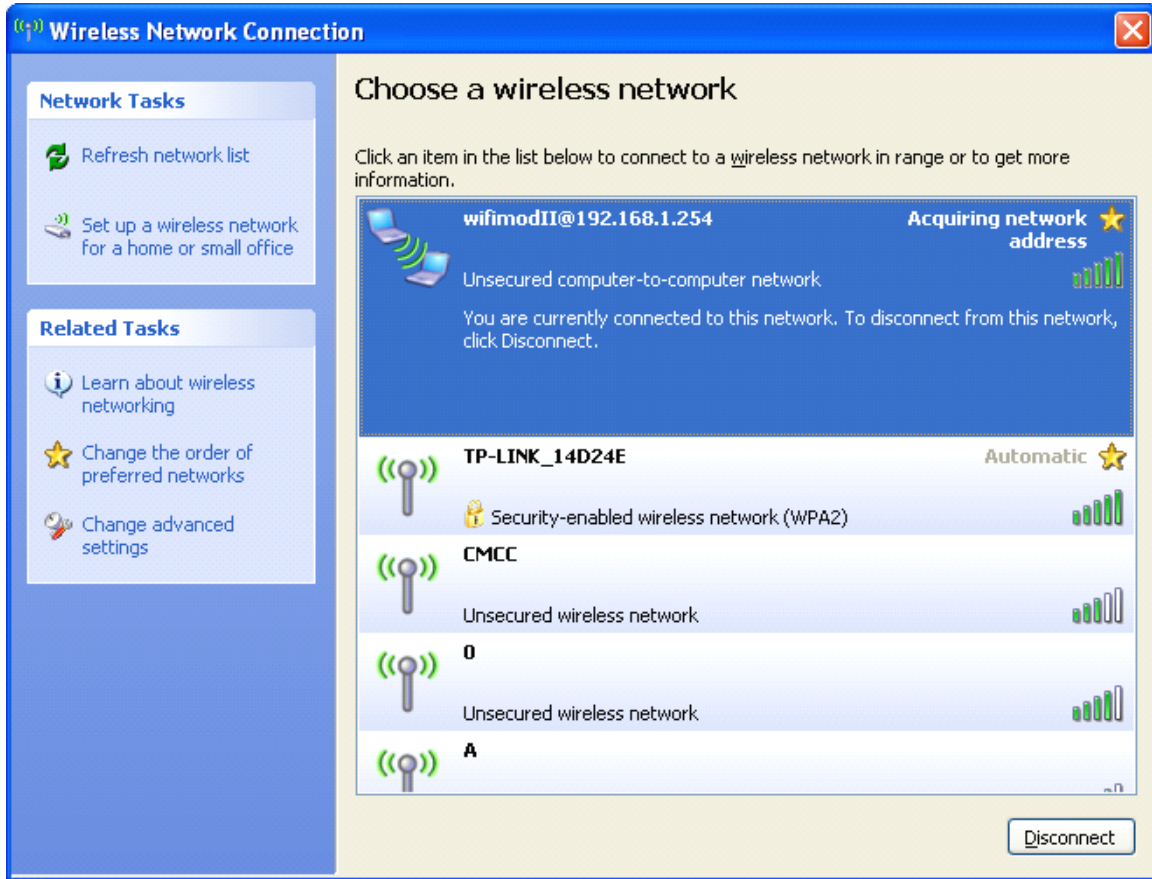 Wireless Network Connection
Network Tasks
Refresh network list
Set up a wireless network
for a home or small office
Related Tasks
Learn about wireless
networking
Change the order of
preferred networks
Change advanced
settings
Choose a wireless network
Click an item in the list below to connect to a wireless network in range or to get more
information.
wifimodII@192.168.1.254
Acquiring network
address
Unsecured computer-to-computer network
You are currently connected to this network. To disconnect from this network,
click Disconnect.
TP-LINK_14D24E
Automatic
Security-enabled wireless network (WPA2)
CMCC
Unsecured wireless network
0
Unsecured wireless network
A
Disconnect